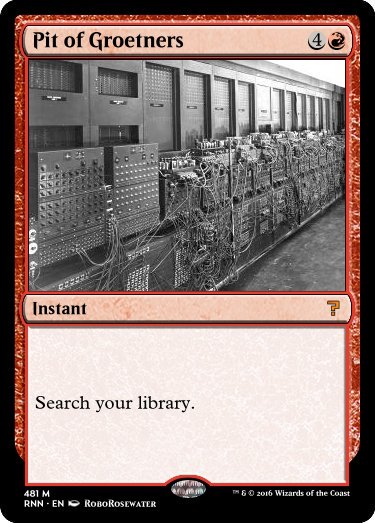 Pit of Groetners 4
Instant
Search your library.
481 M
RNN • EN RoboRosewater
™ & © 2016 Wizards of the Coast